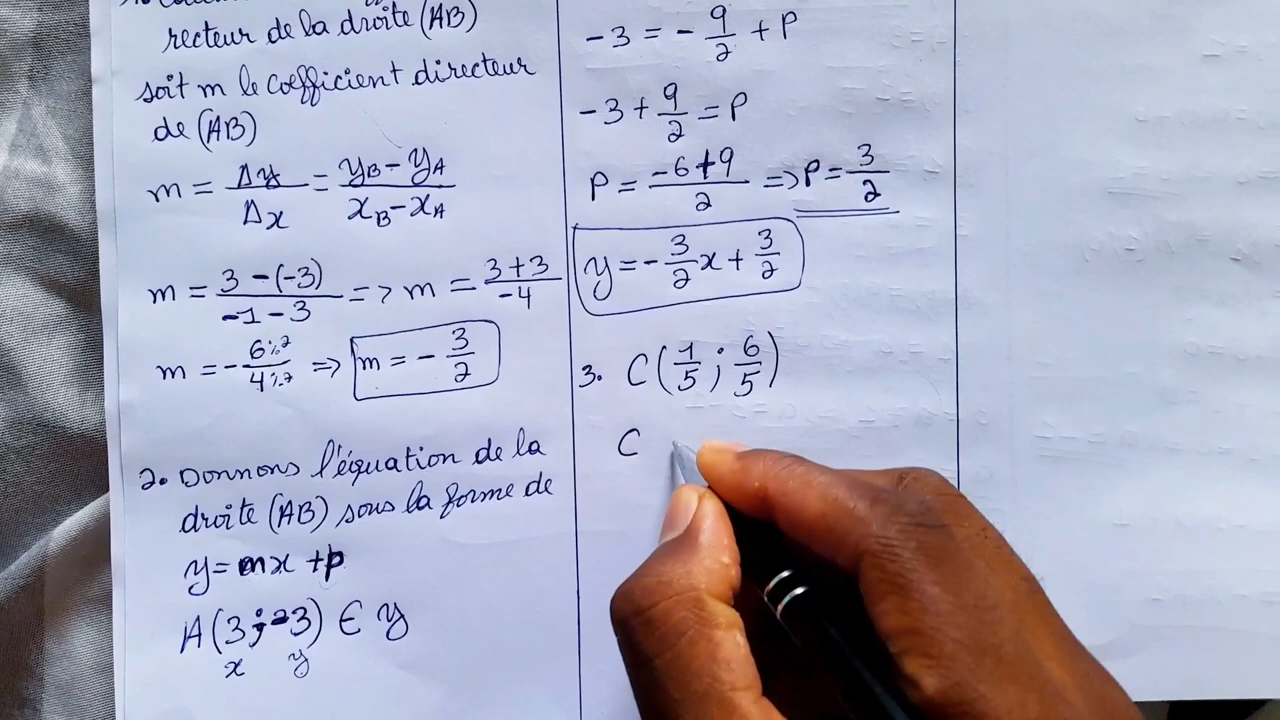 recteur de la droite (AB)
soit m le coefficient directeur
de (AB)
m = Δy/Δx = yB - yA/xB - xA
m = 3 - (-3)/-1 - 3 => m = 3+3/-4
m = - 6÷2/4÷2 => m = - 3/2
2. Donnons l'équation de la
droite (AB) sous la forme de
y = mx + p
A(3; -3) ∈ y
x y
-3 = - 9/2 + P
-3 + 9/2 = P
P = -6+9/2 => P = 3/2
y = - 3/2 x + 3/2
3. C(1/5 ; 6/5)
C